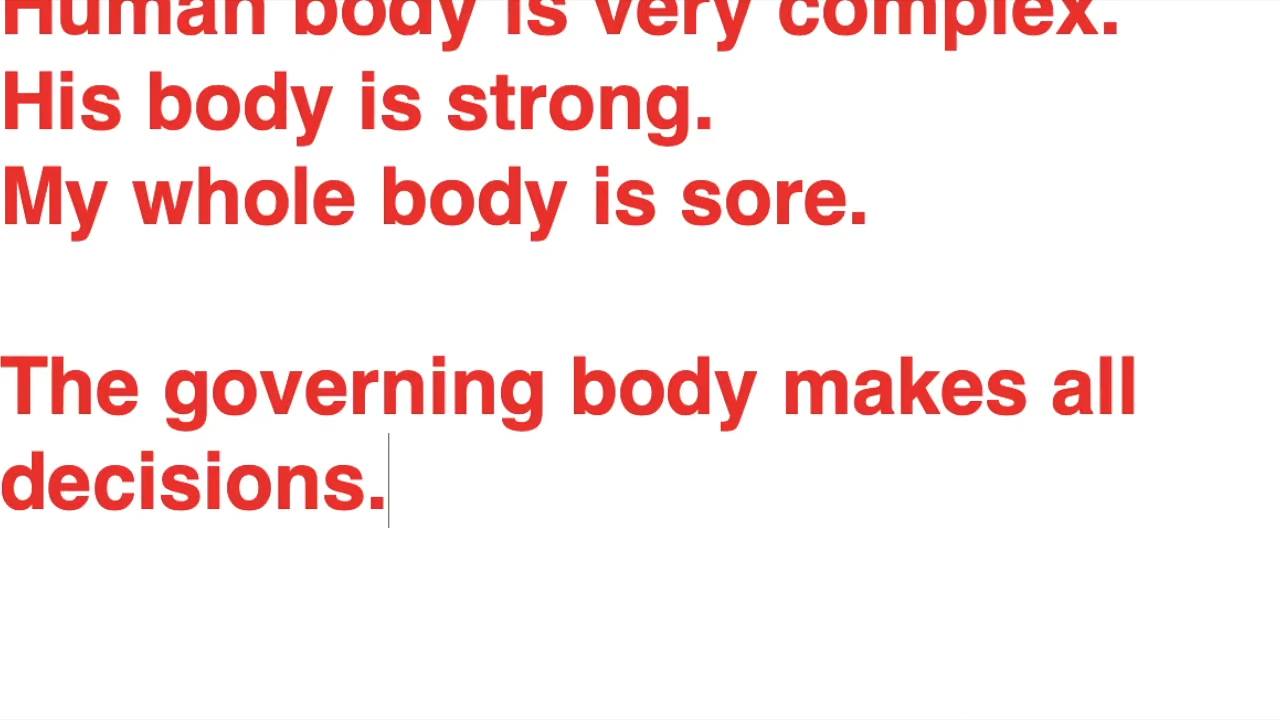 Human body is very complex.
His body is strong.
My whole body is sore.
The governing body makes all
decisions.